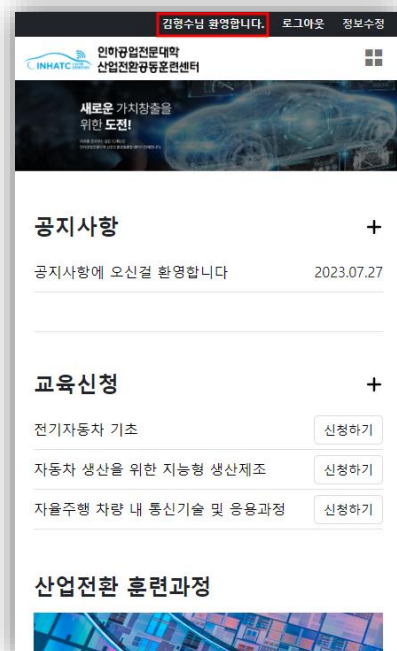 김형수님 환영합니다. 로그아웃 정보수정
INHATC
인하공업전문대학
산업전환공동훈련센터
새로운 가치창출을
위한 도전!
공지사항 +
공지사항에 오신걸 환영합니다 2023.07.27
교육신청 +
전기자동차 기초 신청하기
자동차 생산을 위한 지능형 생산제조 신청하기
자율주행 차량 내 통신기술 및 응용과정 신청하기
산업전환 훈련과정